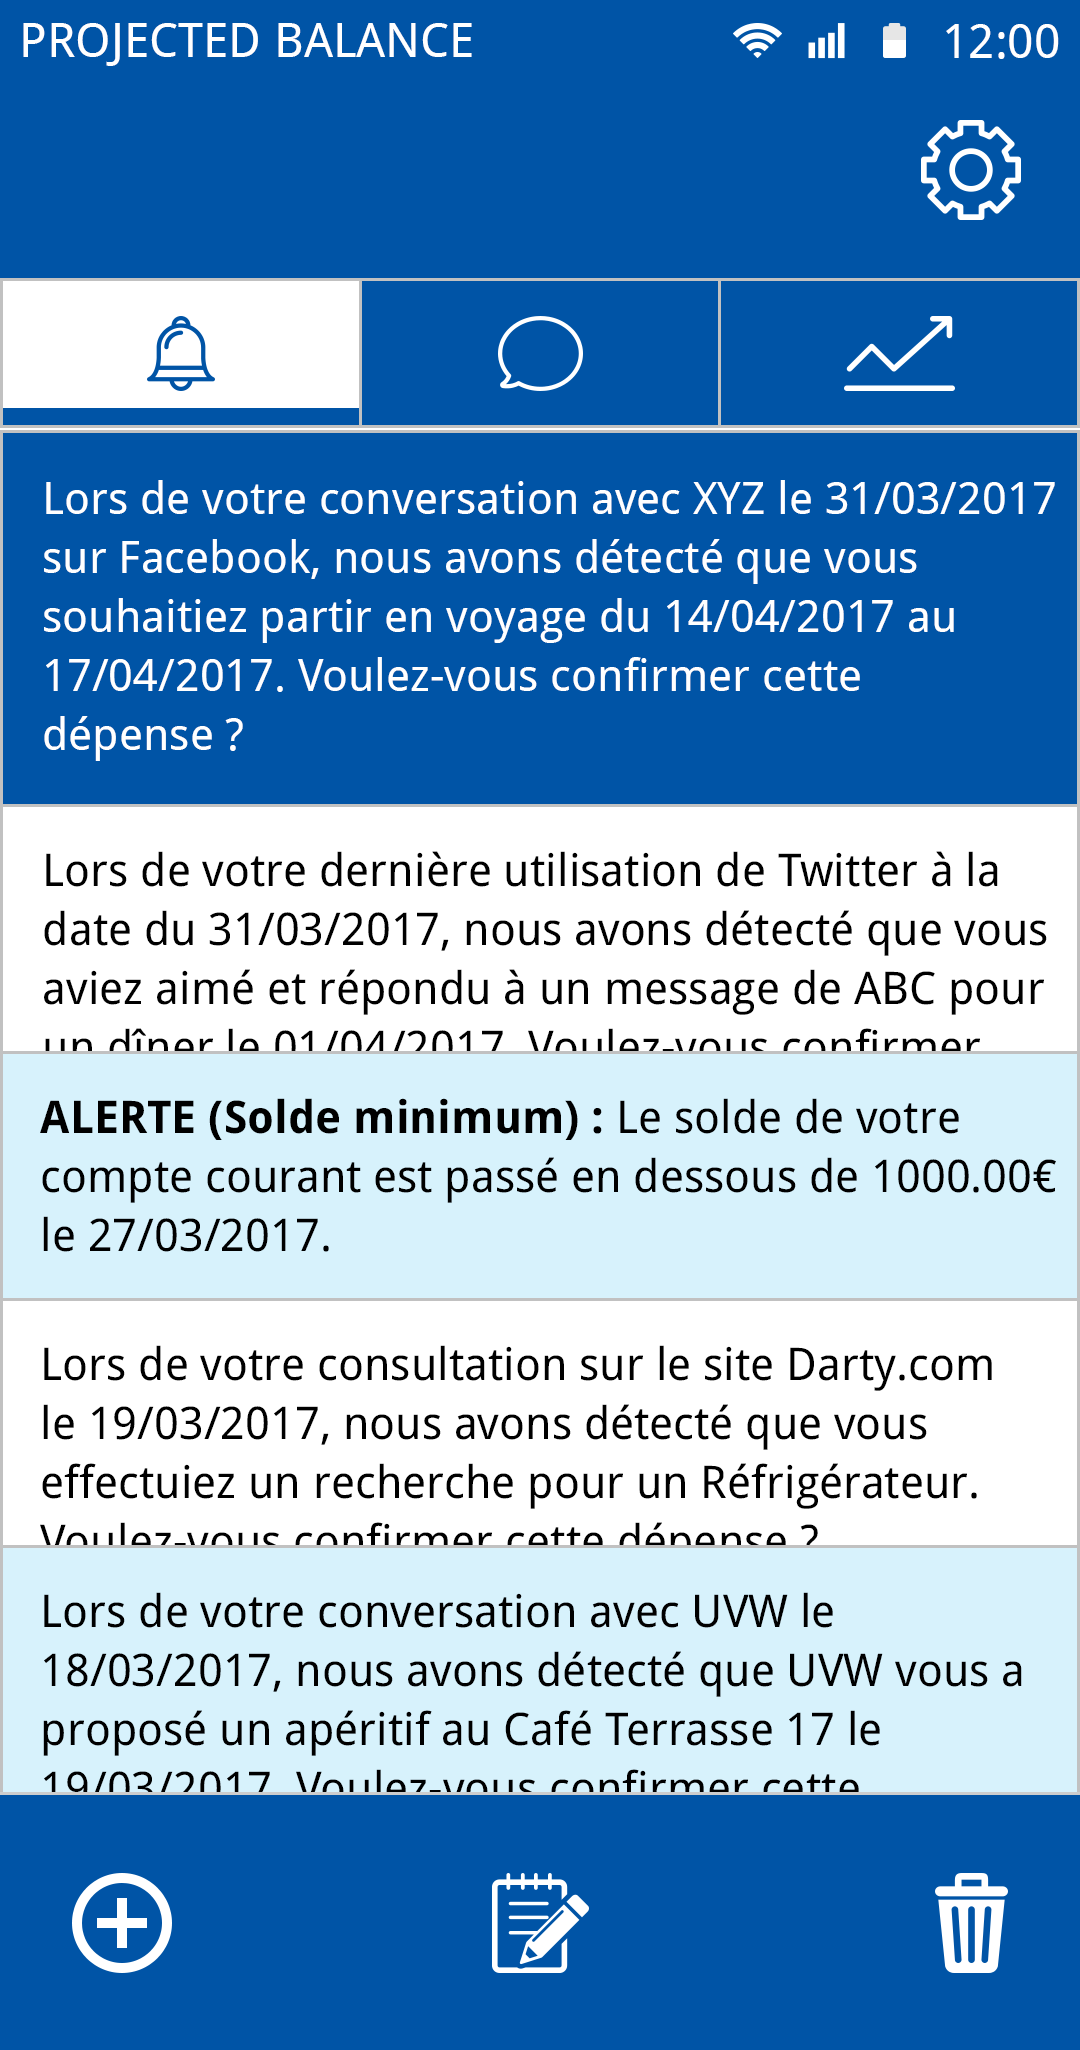 PROJECTED BALANCE 12:00
Lors de votre conversation avec XYZ le 31/03/2017
sur Facebook, nous avons détecté que vous
souhaitiez partir en voyage du 14/04/2017 au
17/04/2017. Voulez-vous confirmer cette
dépense ?
Lors de votre dernière utilisation de Twitter à la
date du 31/03/2017, nous avons détecté que vous
aviez aimé et répondu à un message de ABC pour
un dîner le 01/04/2017. Voulez-vous confirmer
ALERTE (Solde minimum) : Le solde de votre
compte courant est passé en dessous de 1000.00€
le 27/03/2017.
Lors de votre consultation sur le site Darty.com
le 19/03/2017, nous avons détecté que vous
effectuiez un recherche pour un Réfrigérateur.
Voulez-vous confirmer cette dépense ?
Lors de votre conversation avec UVW le
18/03/2017, nous avons détecté que UVW vous a
proposé un apéritif au Café Terrasse 17 le
19/03/2017. Voulez-vous confirmer cette